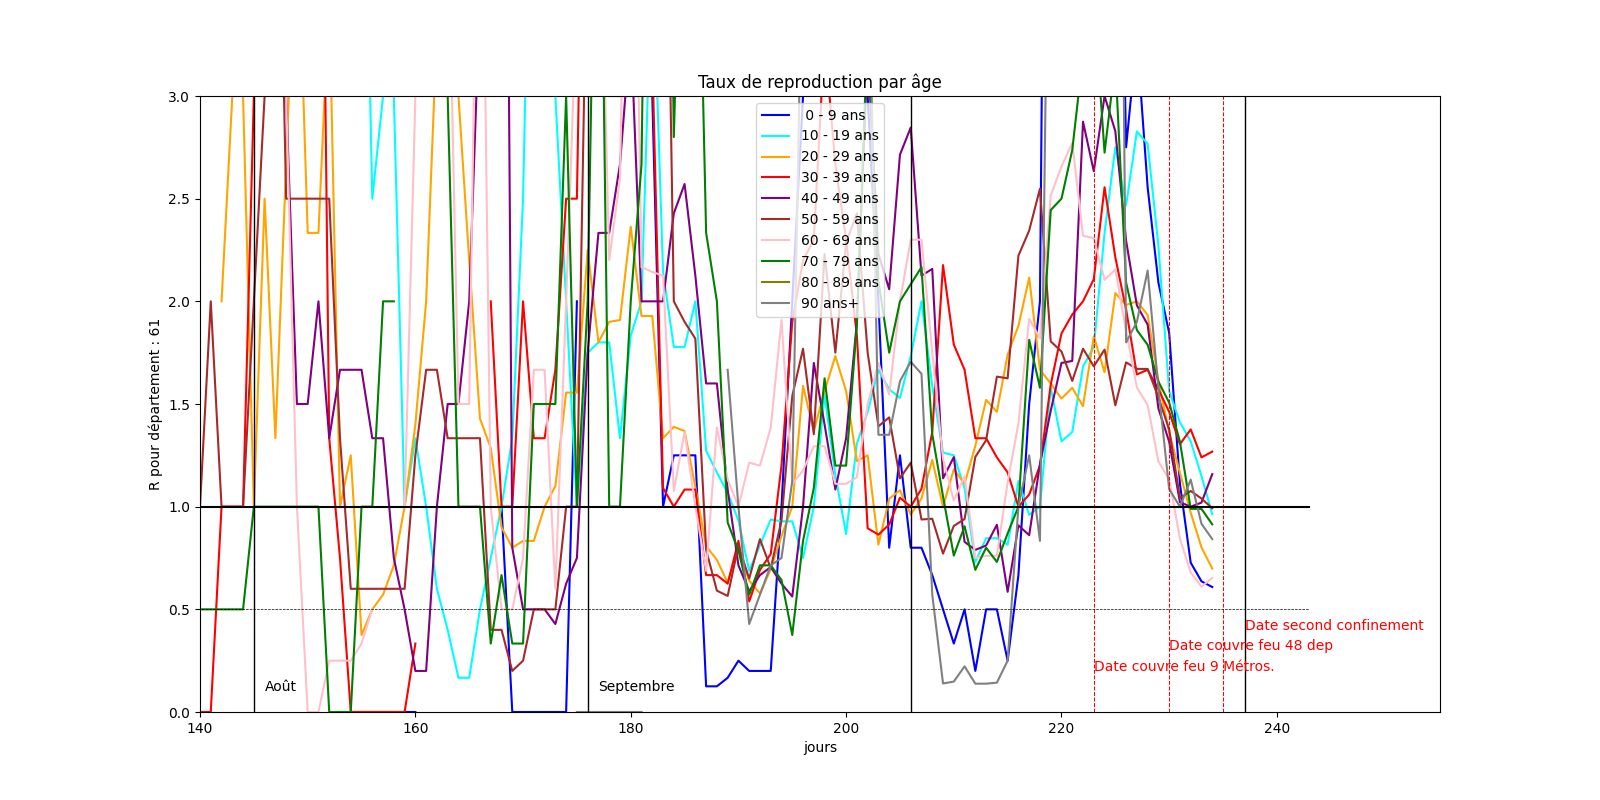 Taux de reproduction par âge
R pour département : 61
3.0
2.5
2.0
1.5
1.0
0.5
0.0
0 - 9 ans
10 - 19 ans
20 - 29 ans
30 - 39 ans
40 - 49 ans
50 - 59 ans
60 - 69 ans
70 - 79 ans
80 - 89 ans
90 ans+
Date second confinement
Date couvre feu 48 dep
Date couvre feu 9 Métros.
Août
Septembre
140 160 180 200 220 240
jours